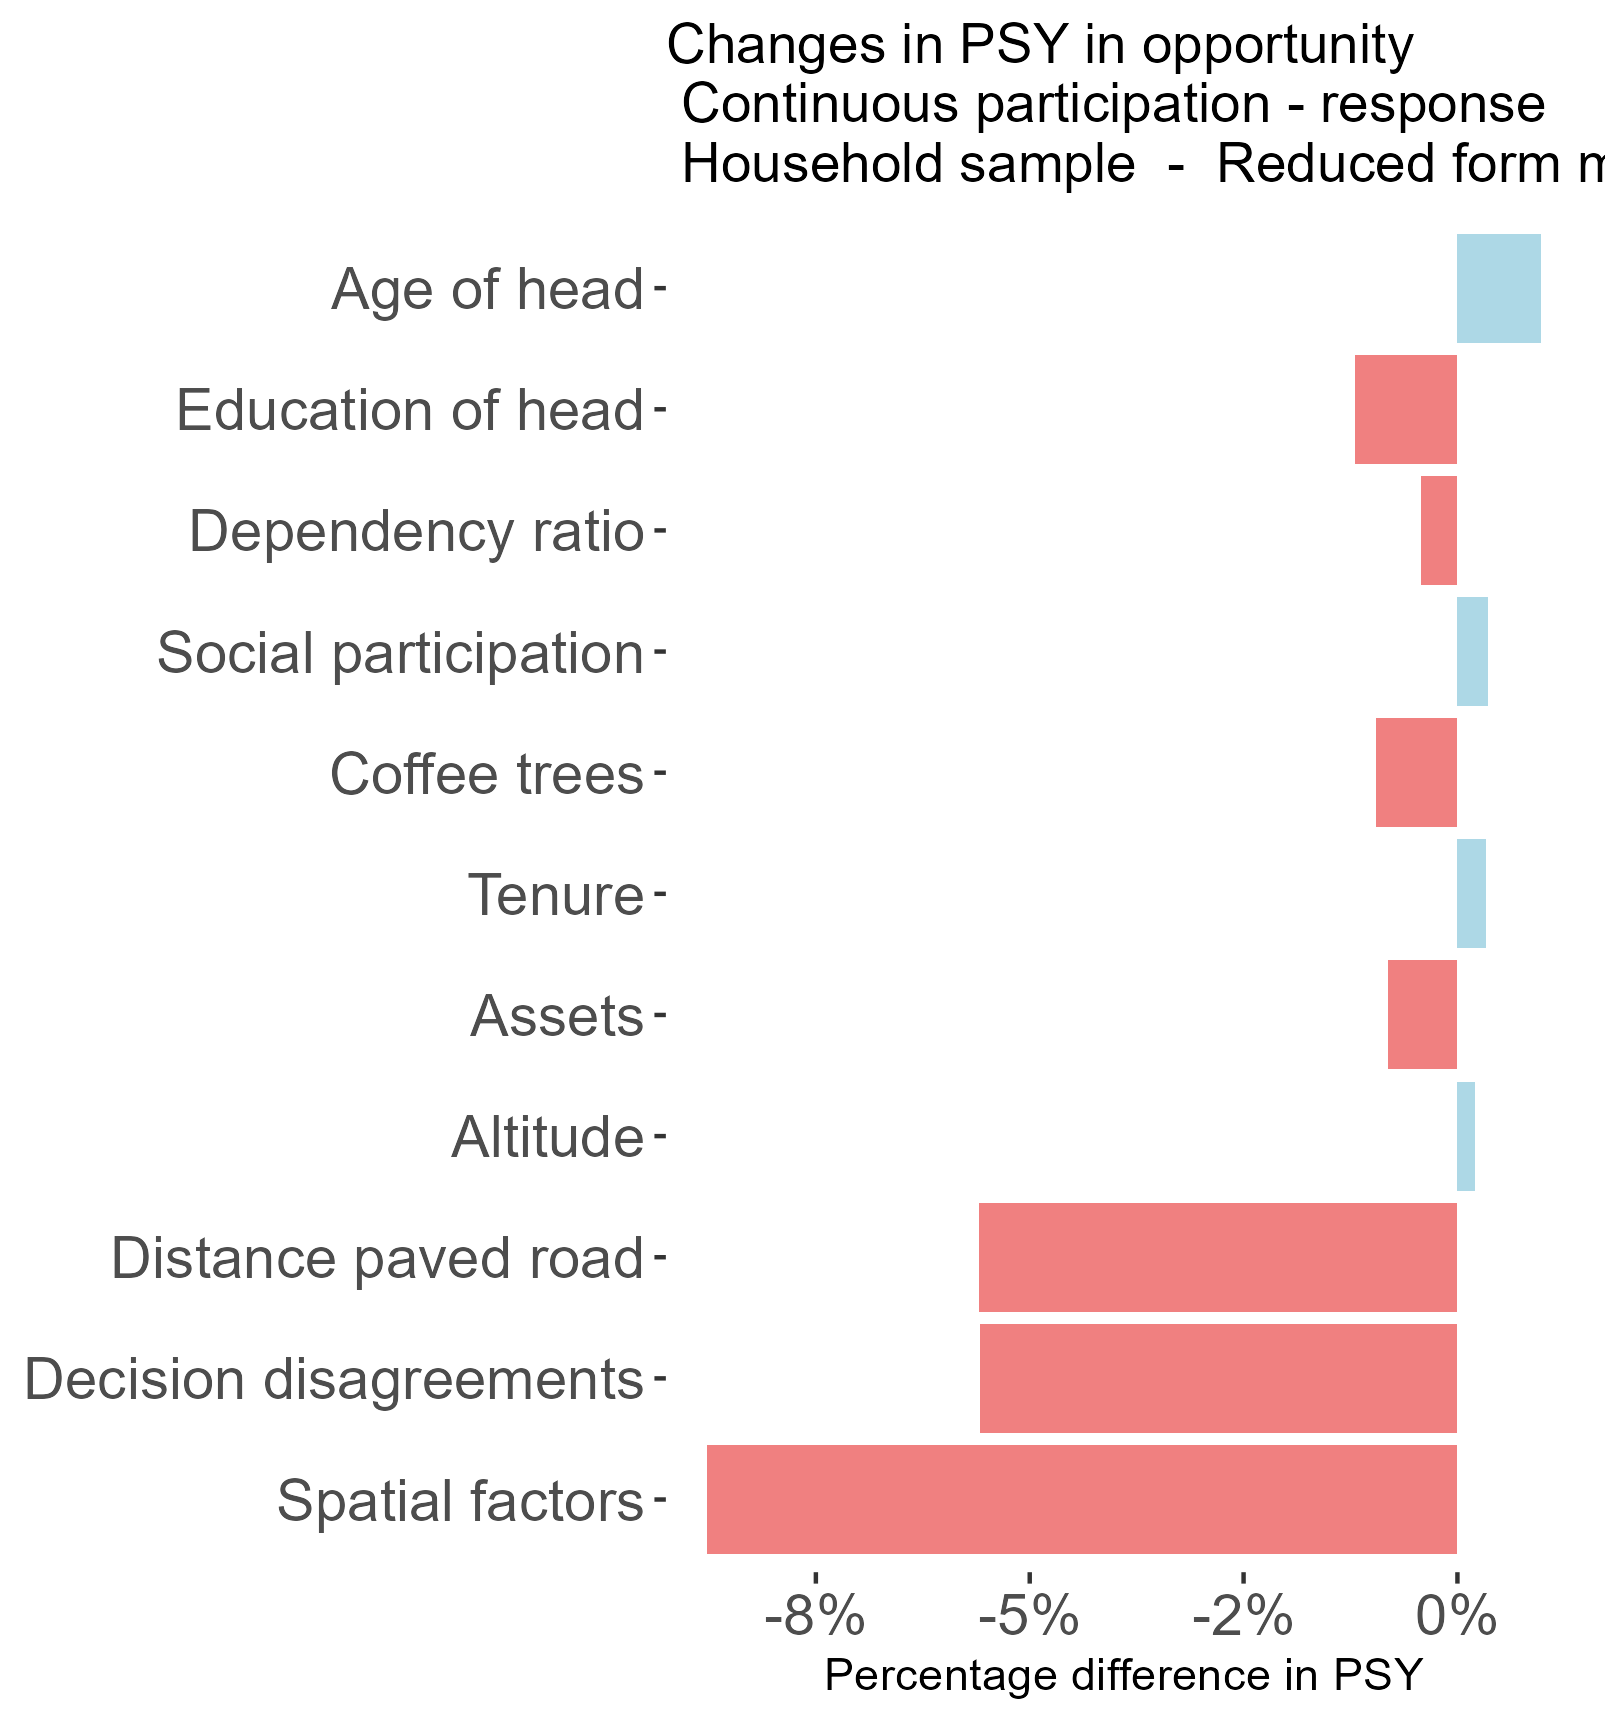 Changes in PSY in opportunity
Continuous participation - response
Household sample - Reduced form
Age of head
Education of head
Dependency ratio
Social participation
Coffee trees
Tenure
Assets
Altitude
Distance paved road
Decision disagreements
Spatial factors
-8% -5% -2% 0%
Percentage difference in PSY